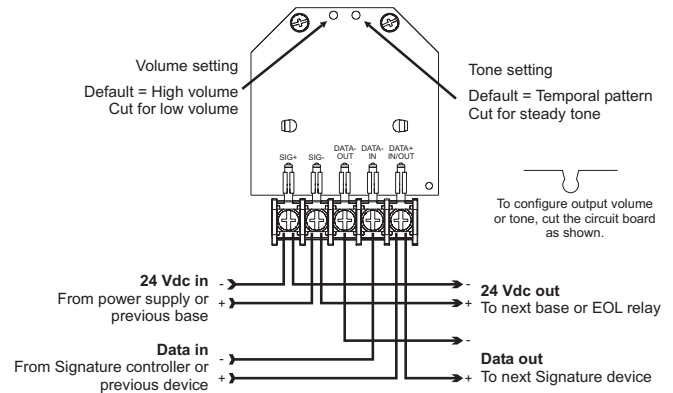 Volume setting
Default = High volume
Cut for low volume
Tone setting
Default = Temporal pattern
Cut for steady tone
SIG+
SIG-
DATA-
OUT
DATA-
IN
DATA+
IN/OUT
To configure output volume
or tone, cut the circuit board
as shown.
24 Vdc in -
From power supply or +
previous base
- 24 Vdc out
+ To next base or EOL relay
-
Data in -
From Signature controller or
previous device +
Data out
+ To next Signature device